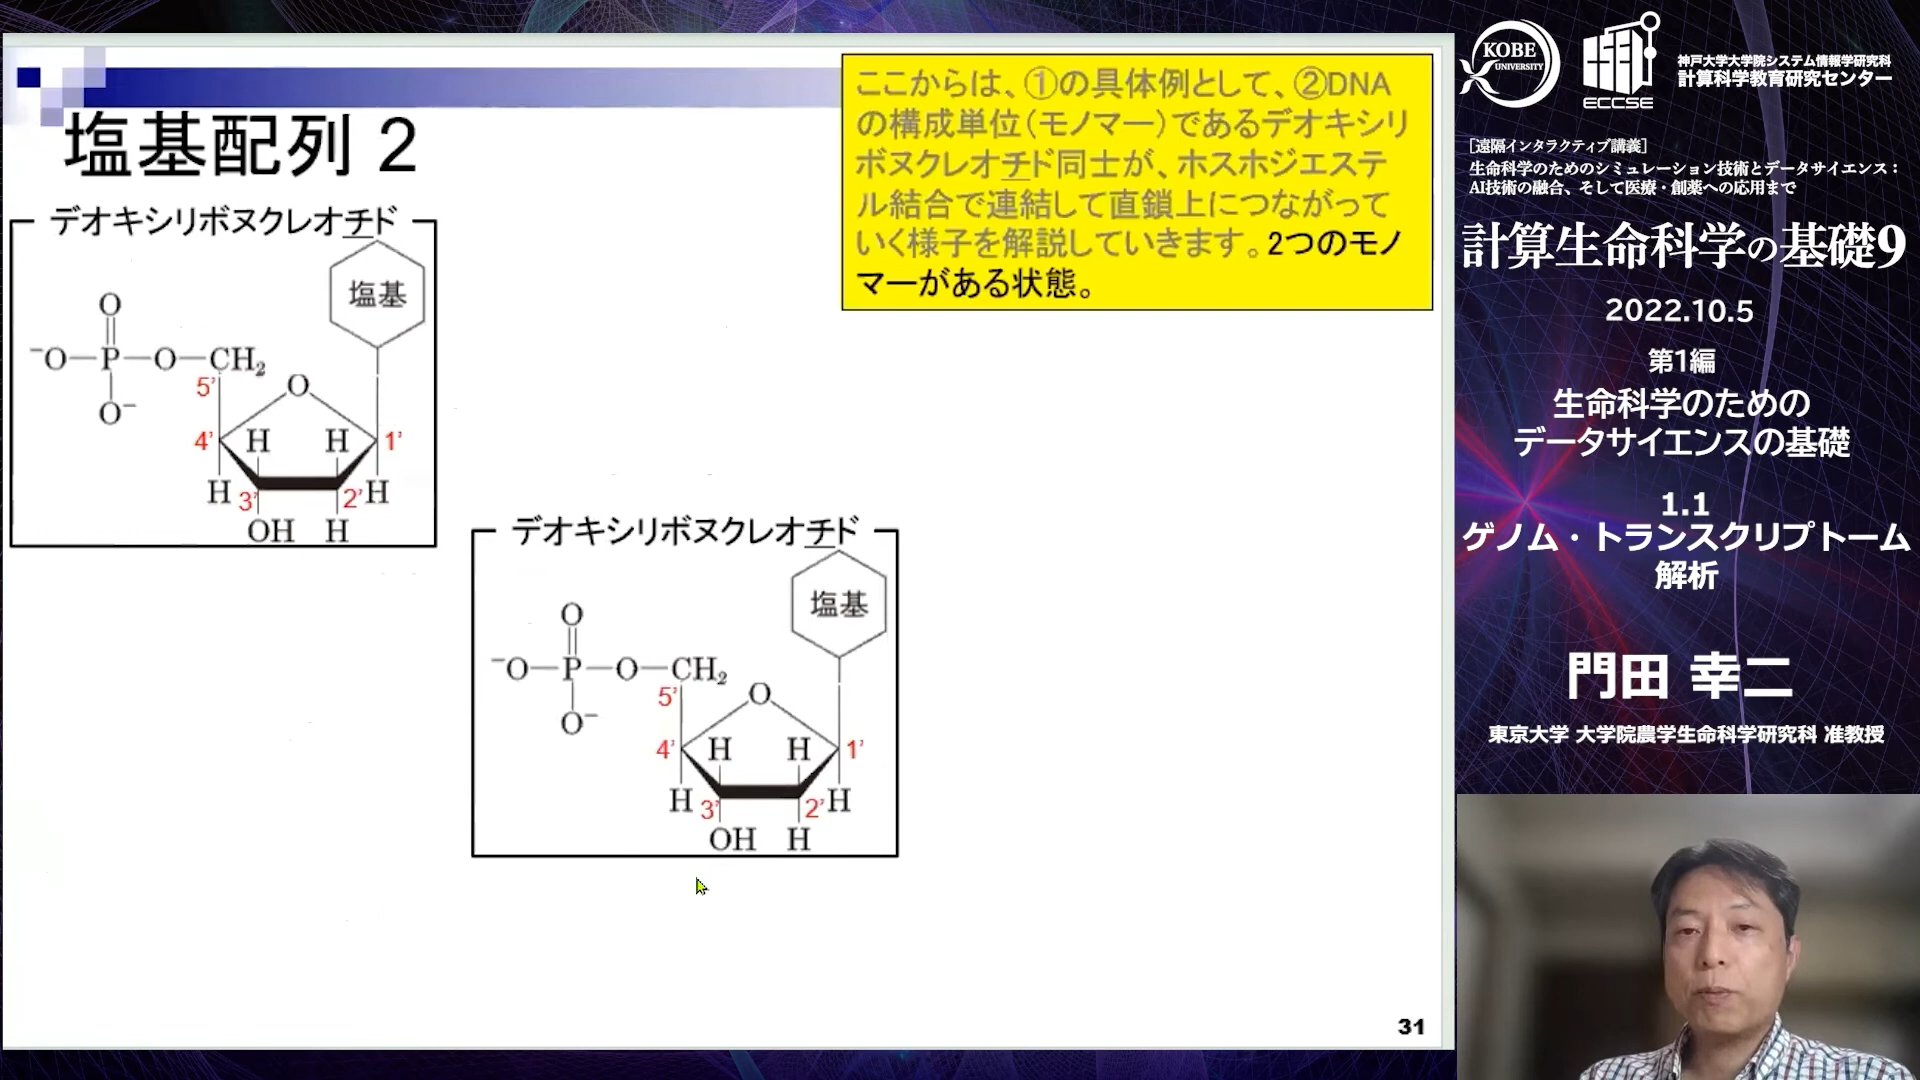 塩基配列 2
ここからは、①の具体例として、②DNA
の構成単位(モノマー)であるデオキシリ
ボヌクレオチド同士が、ホスホジエステ
ル結合で連結して直鎖上につながって
いく様子を解説していきます。2つのモノ
マーがある状態。
デオキシリボヌクレオチド
塩基
O
⁻O—P—O—CH₂
5'
O
O⁻
4' H H 1'
H 3' 2' H
OH H
デオキシリボヌクレオチド
塩基
O
⁻O—P—O—CH₂
5'
O
O⁻
4' H H 1'
H 3' 2' H
OH H
31
KOBE
UNIVERSITY
ECCSE
神戸大学大学院システム情報学研究科
計算科学教育研究センター
[遠隔インタラクティブ講義]
生命科学のためのシミュレーション技術とデータサイエンス：
AI技術の融合、そして医療・創薬への応用まで
計算生命科学の基礎9
2022.10.5
第1編
生命科学のための
データサイエンスの基礎
1.1
ゲノム・トランスクリプトーム
解析
門田 幸二
東京大学 大学院農学生命科学研究科 准教授